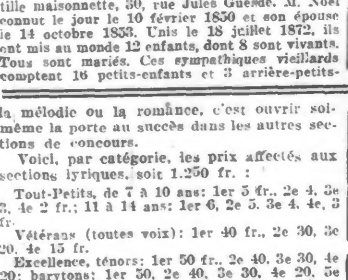 tille maisonnette, 30, rue Jules Guesde. M. Noël
connut le jour le 10 février 1850 et son épouse
le 14 octobre 1853. Unis le 18 juillet 1872, ils
ont mis au monde 12 enfants, dont 8 sont vivants.
Tous sont mariés. Ces sympathiques vieillards
comptent 16 petits-enfants et 3 arrière-petits-
la mélodie ou la romance, c'est ouvrir soi-
même la porte au succès dans les autres sec-
tions de concours.
Voici, par catégorie, les prix affectés aux
sections lyriques, soit 1.250 fr. :
Tout-Petits, de 7 à 10 ans: 1er 5 fr., 2e 4, 3e
3, 4e 2 fr.; 11 à 14 ans: 1er 6, 2e 5, 3e 4, 4e, 3
fr.
Vétérans (toutes voix): 1er 40 fr., 2e 30, 3e
20, 4e 15 fr.
Excellence, ténors: 1er 50 fr., 2e 40, 3e 30, 4e
20; barytons: 1er 50, 2e 40, 3e 30, 4e 20, 5e